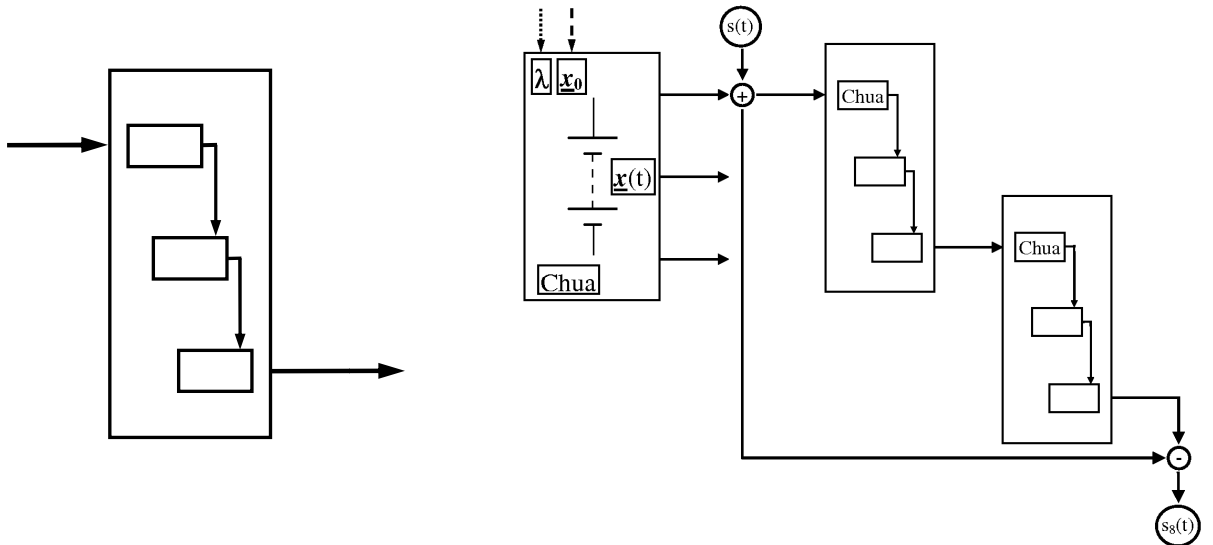 s(t)
λ x₀
+
Chua
x(t)
Chua
Chua
-
s₈(t)